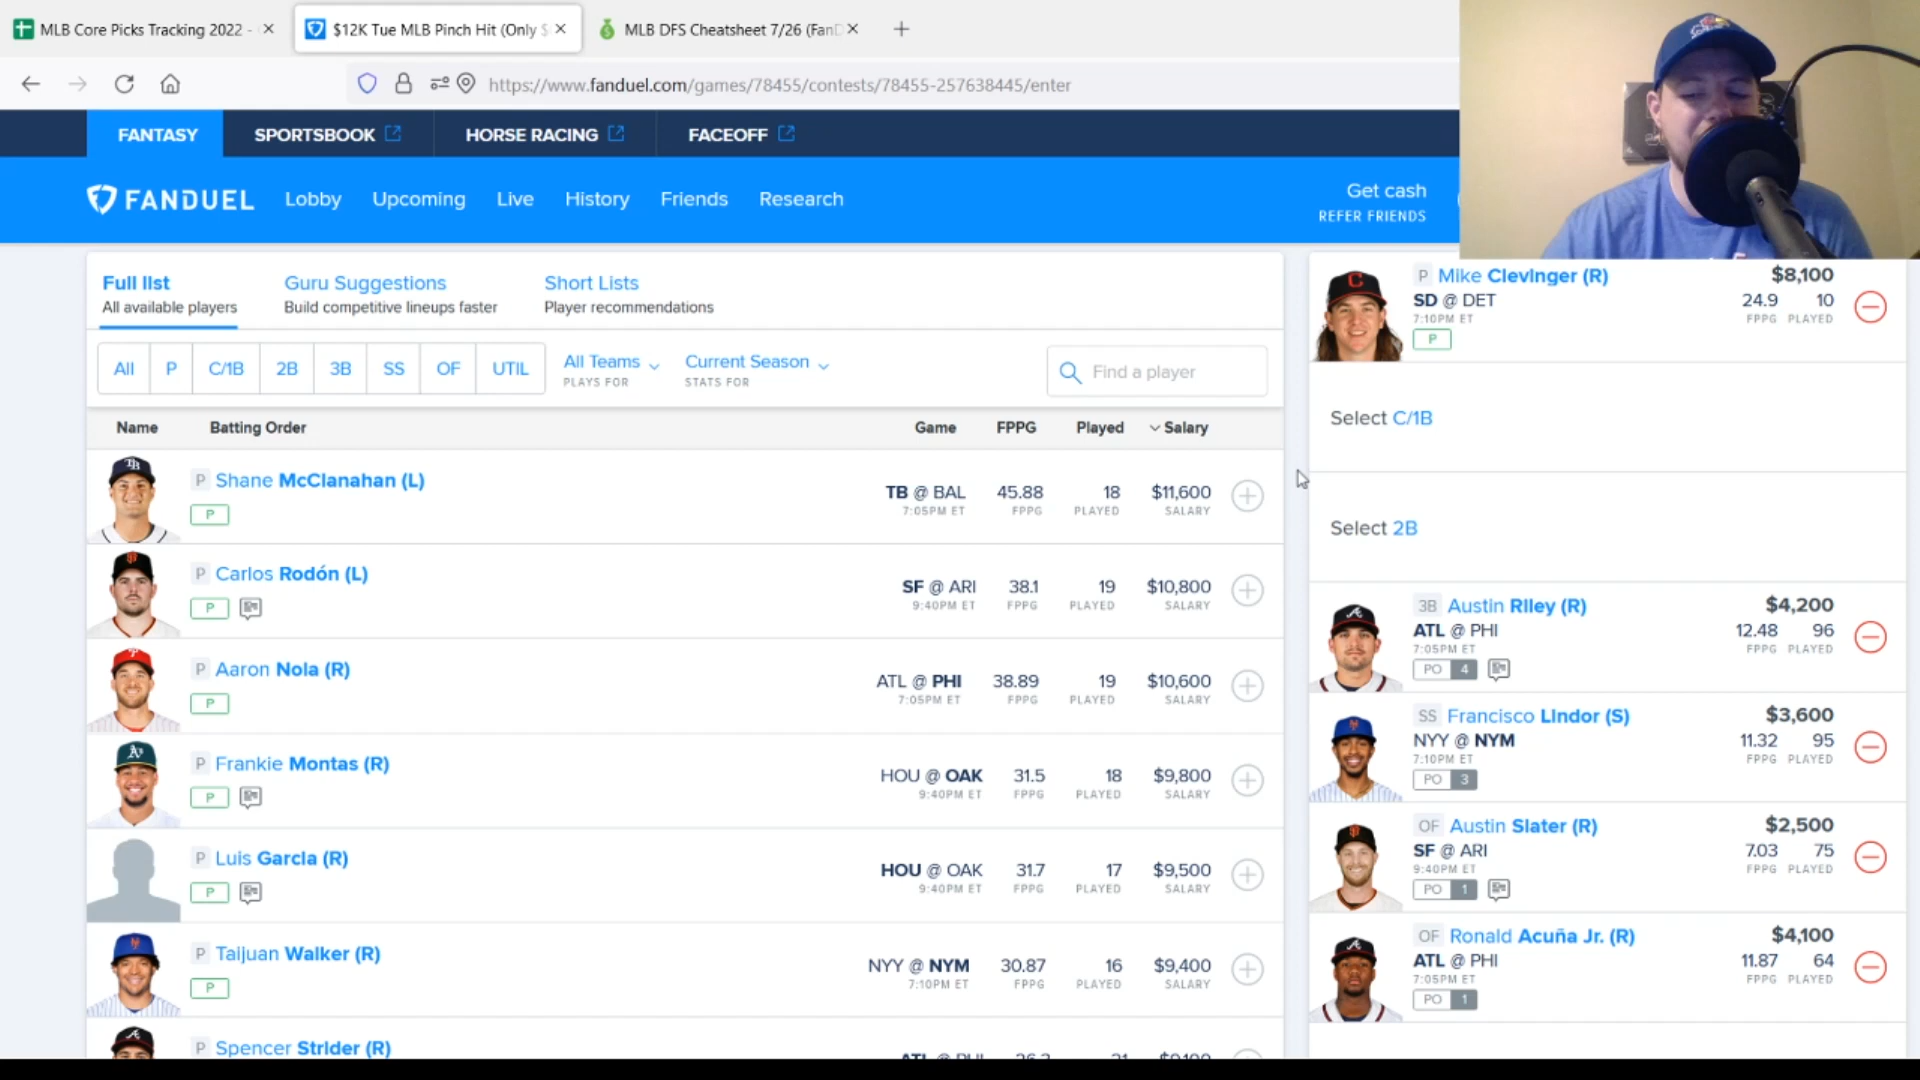 MLB Core Picks Tracking 2022 -
$12K Tue MLB Pinch Hit (Only $
MLB DFS Cheatsheet 7/26 (FanD
https://www.fanduel.com/games/78455/contests/78455-257638445/enter
FANTASY SPORTSBOOK HORSE RACING FACEOFF
FANDUEL Lobby Upcoming Live History Friends Research
Get cash
REFER FRIENDS
Full list Guru Suggestions Short Lists
All available players Build competitive lineups faster Player recommendations
All P C/1B 2B 3B SS OF UTIL
All Teams Current Season
PLAYS FOR STATS FOR
Find a player
Name Batting Order Game FPPG Played Salary
P Shane McClanahan (L)
P
TB @ BAL 45.88 18 $11,600
7:05PM ET FPPG PLAYED SALARY
P Carlos Rodón (L)
P
SF @ ARI 38.1 19 $10,800
9:40PM ET FPPG PLAYED SALARY
P Aaron Nola (R)
P
ATL @ PHI 38.89 19 $10,600
7:05PM ET FPPG PLAYED SALARY
P Frankie Montas (R)
P
HOU @ OAK 31.5 18 $9,800
9:40PM ET FPPG PLAYED SALARY
P Luis Garcia (R)
P
HOU @ OAK 31.7 17 $9,500
9:40PM ET FPPG PLAYED SALARY
P Taijuan Walker (R)
P
NYY @ NYM 30.87 16 $9,400
7:10PM ET FPPG PLAYED SALARY
P Spencer Strider (R)
ATL @ PHI 26.3 21 $9,100
P Mike Clevinger (R) $8,100
SD @ DET 24.9 10
7:10PM ET FPPG PLAYED
P
Select C/1B
Select 2B
3B Austin Riley (R) $4,200
ATL @ PHI 12.48 96
7:05PM ET FPPG PLAYED
PO 4
SS Francisco Lindor (S) $3,600
NYY @ NYM 11.32 95
7:10PM ET FPPG PLAYED
PO 3
OF Austin Slater (R) $2,500
SF @ ARI 7.03 75
9:40PM ET FPPG PLAYED
PO 1
OF Ronald Acuña Jr. (R) $4,100
ATL @ PHI 11.87 64
7:05PM ET FPPG PLAYED
PO 1